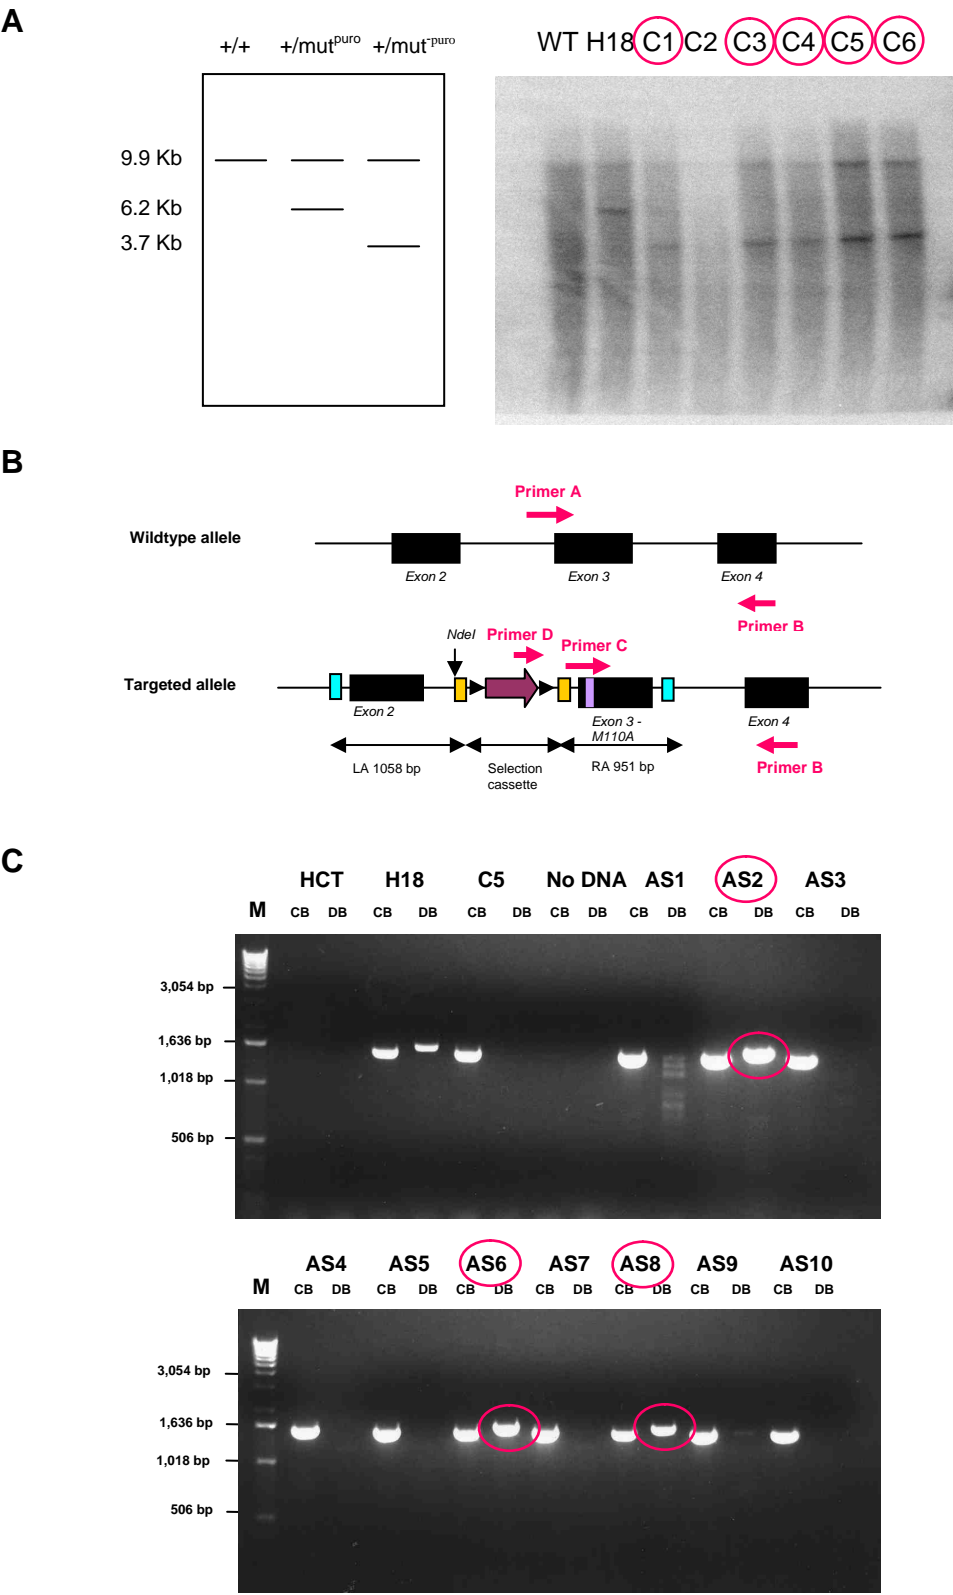 A
+/+ +/mutpuro +/mut-puro
WT H18 C1 C2 C3 C4 C5 C6
9.9 Kb
6.2 Kb
3.7 Kb
B
Primer A
Wildtype allele
Exon 2 Exon 3 Exon 4
Primer B
NdeI Primer D Primer C
Targeted allele
Exon 2 Exon 3 - M110A Exon 4
LA 1058 bp Selection cassette RA 951 bp Primer B
C
HCT H18 C5 No DNA AS1 AS2 AS3
M CB DB CB DB CB DB CB DB CB DB CB DB CB DB
3,054 bp
1,636 bp
1,018 bp
506 bp
AS4 AS5 AS6 AS7 AS8 AS9 AS10
M CB DB CB DB CB DB CB DB CB DB CB DB CB DB
3,054 bp
1,636 bp
1,018 bp
506 bp